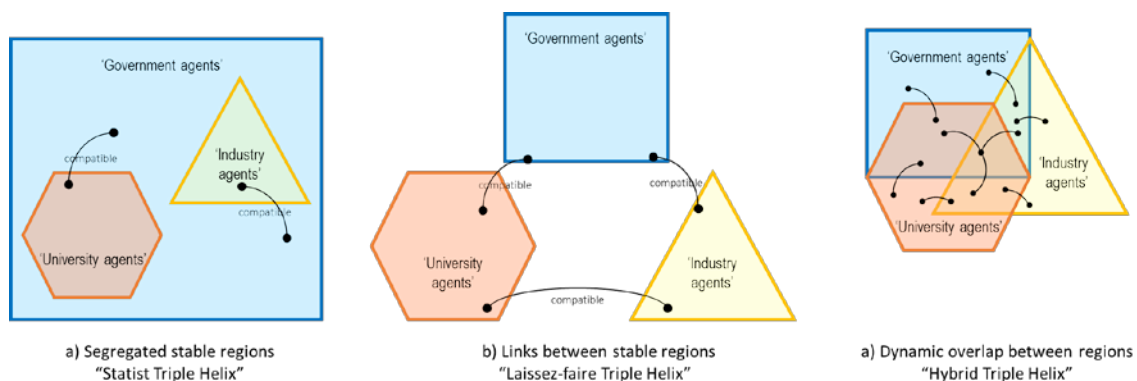 'Government agents'
compatible
'Industry
agents'
compatible
'University agents'
a) Segregated stable regions
"Statist Triple Helix"
'Government agents'
compatible
compatible
'University
agents'
'Industry
agents'
compatible
b) Links between stable regions
"Laissez-faire Triple Helix"
'Government agents'
'Industry
agents'
'University
agents'
a) Dynamic overlap between regions
"Hybrid Triple Helix"